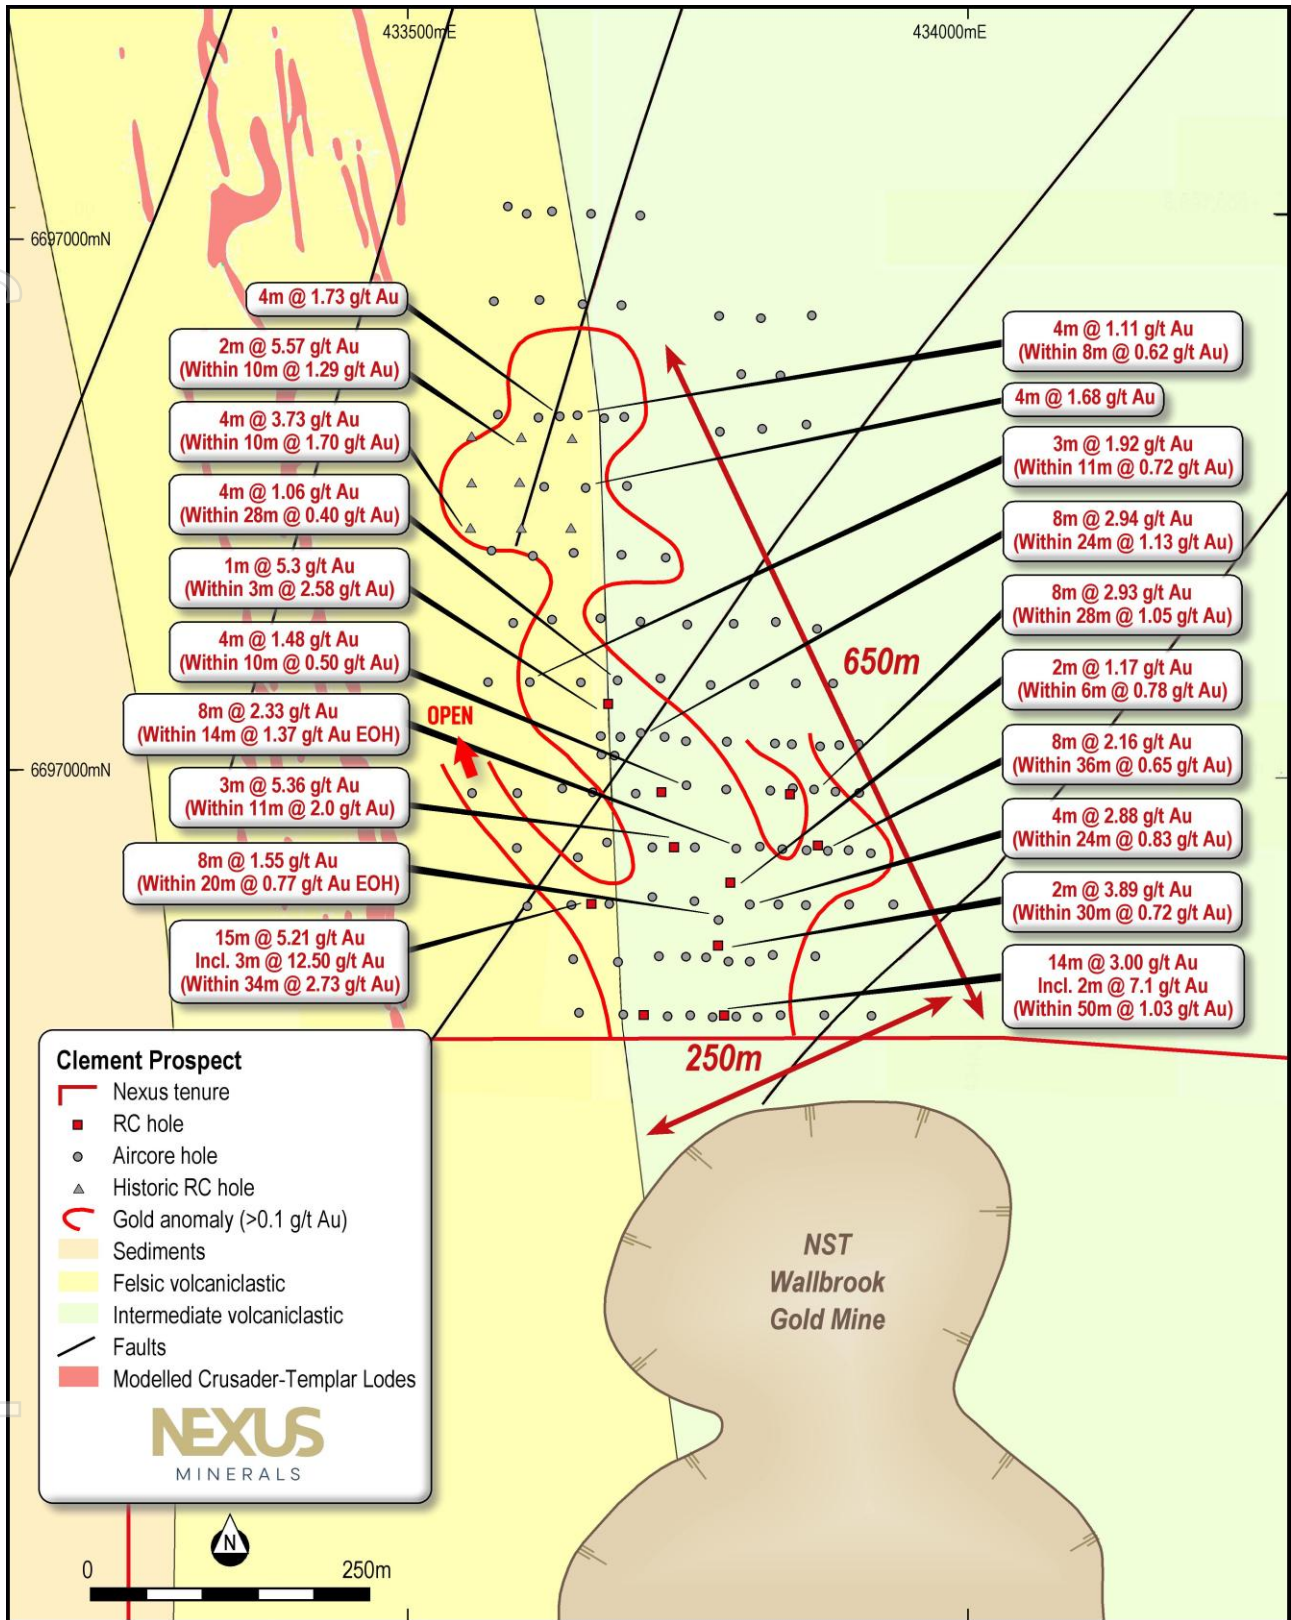 433500mE
434000mE
6697000mN
4m @ 1.73 g/t Au
2m @ 5.57 g/t Au
(Within 10m @ 1.29 g/t Au)
4m @ 3.73 g/t Au
(Within 10m @ 1.70 g/t Au)
4m @ 1.06 g/t Au
(Within 28m @ 0.40 g/t Au)
1m @ 5.3 g/t Au
(Within 3m @ 2.58 g/t Au)
4m @ 1.48 g/t Au
(Within 10m @ 0.50 g/t Au)
8m @ 2.33 g/t Au
(Within 14m @ 1.37 g/t Au EOH)
6697000mN
3m @ 5.36 g/t Au
(Within 11m @ 2.0 g/t Au)
8m @ 1.55 g/t Au
(Within 20m @ 0.77 g/t Au EOH)
15m @ 5.21 g/t Au
Incl. 3m @ 12.50 g/t Au
(Within 34m @ 2.73 g/t Au)
OPEN
4m @ 1.11 g/t Au
(Within 8m @ 0.62 g/t Au)
4m @ 1.68 g/t Au
3m @ 1.92 g/t Au
(Within 11m @ 0.72 g/t Au)
8m @ 2.94 g/t Au
(Within 24m @ 1.13 g/t Au)
8m @ 2.93 g/t Au
(Within 28m @ 1.05 g/t Au)
2m @ 1.17 g/t Au
(Within 6m @ 0.78 g/t Au)
8m @ 2.16 g/t Au
(Within 36m @ 0.65 g/t Au)
4m @ 2.88 g/t Au
(Within 24m @ 0.83 g/t Au)
2m @ 3.89 g/t Au
(Within 30m @ 0.72 g/t Au)
14m @ 3.00 g/t Au
Incl. 2m @ 7.1 g/t Au
(Within 50m @ 1.03 g/t Au)
650m
250m
Clement Prospect
Nexus tenure
RC hole
Aircore hole
Historic RC hole
Gold anomaly (>0.1 g/t Au)
Sediments
Felsic volcaniclastic
Intermediate volcaniclastic
Faults
Modelled Crusader-Templar Lodes
NEXUS
MINERALS
NST
Wallbrook
Gold Mine
N
0
250m